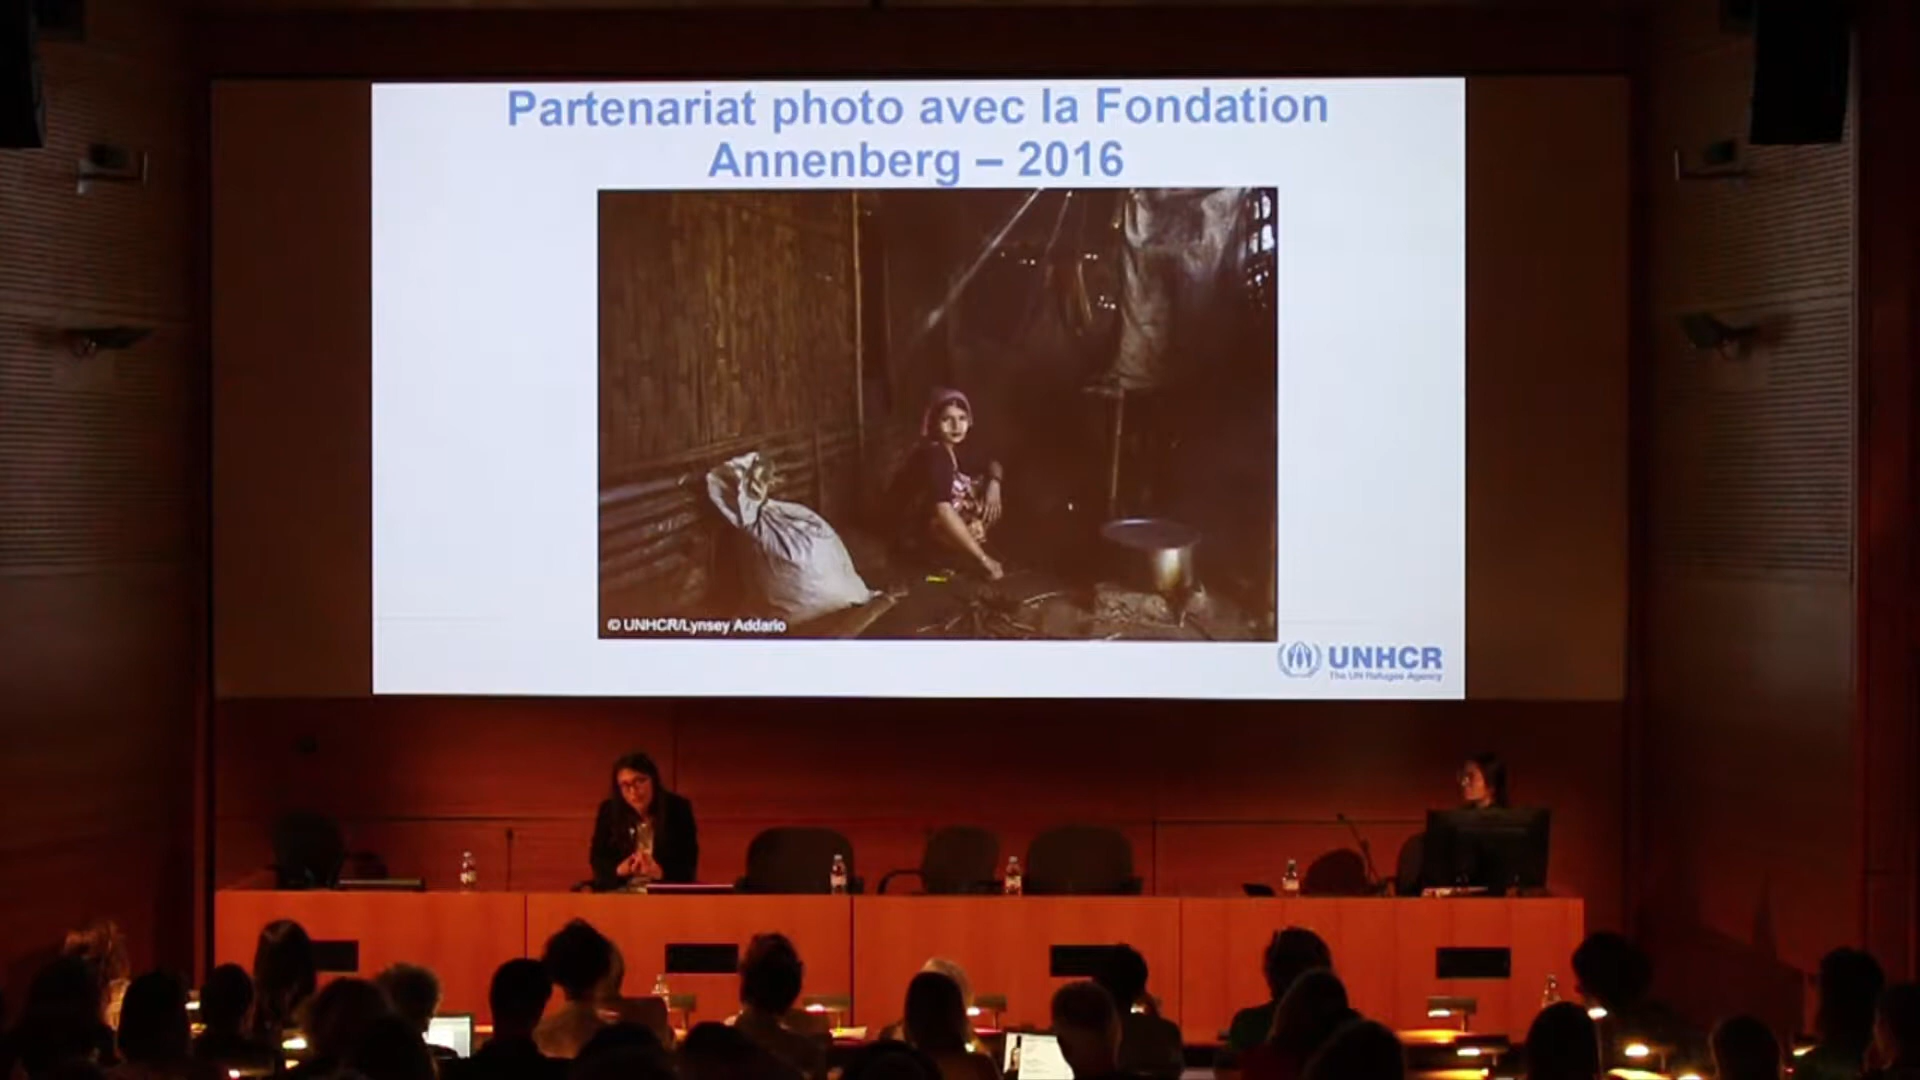 Partenariat photo avec la Fondation
Annenberg – 2016
© UNHCR/Lynsey Addario
UNHCR
The UN Refugee Agency